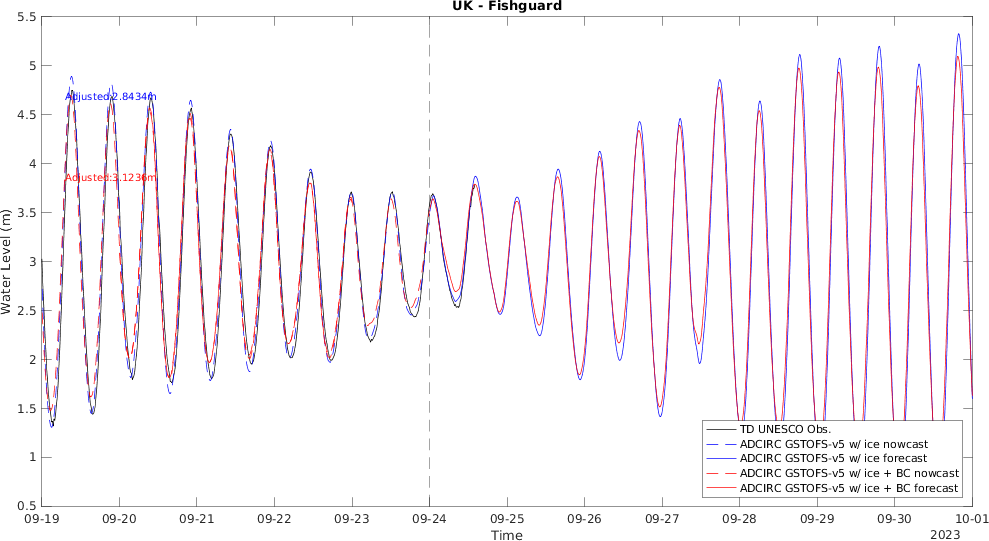 UK - Fishguard
5.5
5
4.5
4
3.5
3
2.5
2
1.5
1
0.5
Water Level (m)
Adjusted:2.8434m
Adjusted:3.1236m
TD UNESCO Obs.
ADCIRC GSTOFS-v5 w/ ice nowcast
ADCIRC GSTOFS-v5 w/ ice forecast
ADCIRC GSTOFS-v5 w/ ice + BC nowcast
ADCIRC GSTOFS-v5 w/ ice + BC forecast
09-19 09-20 09-21 09-22 09-23 09-24 09-25 09-26 09-27 09-28 09-29 09-30 10-01
Time
2023